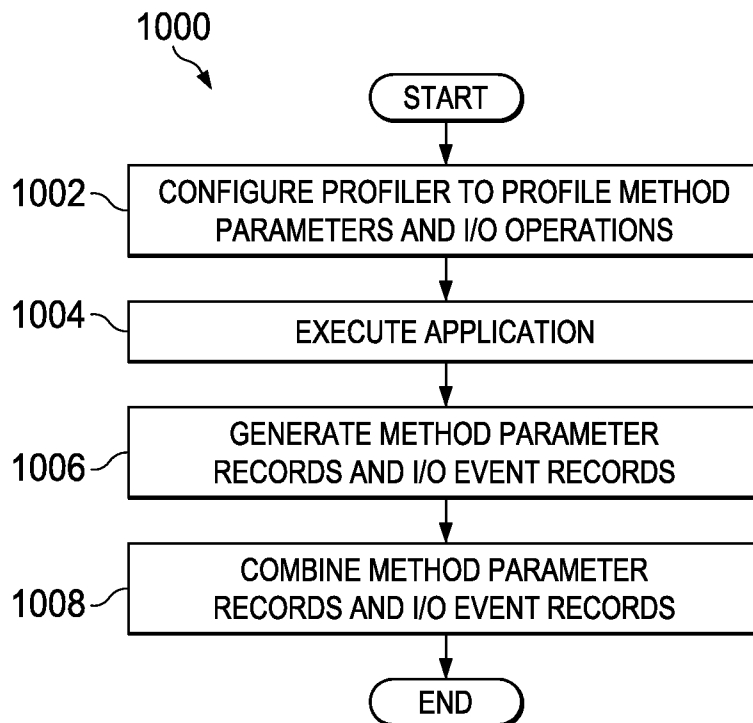 1000
START
1002
CONFIGURE PROFILER TO PROFILE METHOD
PARAMETERS AND I/O OPERATIONS
1004
EXECUTE APPLICATION
1006
GENERATE METHOD PARAMETER
RECORDS AND I/O EVENT RECORDS
1008
COMBINE METHOD PARAMETER
RECORDS AND I/O EVENT RECORDS
END